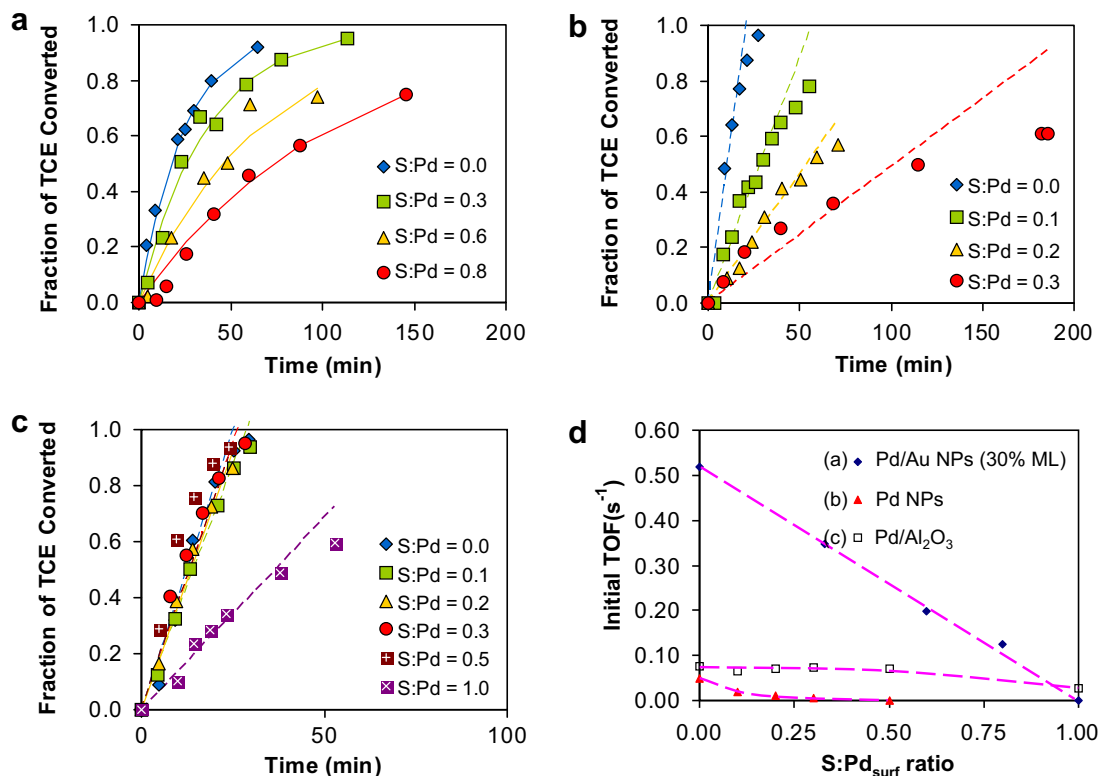 a
Fraction of TCE Converted
1.0
0.8
0.6
0.4
0.2
0.0
S:Pd = 0.0
S:Pd = 0.3
S:Pd = 0.6
S:Pd = 0.8
0 50 100 150 200
Time (min)
b
Fraction of TCE Converted
1.0
0.8
0.6
0.4
0.2
0.0
S:Pd = 0.0
S:Pd = 0.1
S:Pd = 0.2
S:Pd = 0.3
0 50 100 150 200
Time (min)
c
Fraction of TCE Converted
1.0
0.8
0.6
0.4
0.2
0.0
S:Pd = 0.0
S:Pd = 0.1
S:Pd = 0.2
S:Pd = 0.3
S:Pd = 0.5
S:Pd = 1.0
0 50 100
Time (min)
d
Initial TOF(s⁻¹)
0.60
0.50
0.40
0.30
0.20
0.10
0.00
(a) Pd/Au NPs (30% ML)
(b) Pd NPs
(c) Pd/Al₂O₃
0.00 0.25 0.50 0.75 1.00
S:Pdsurf ratio